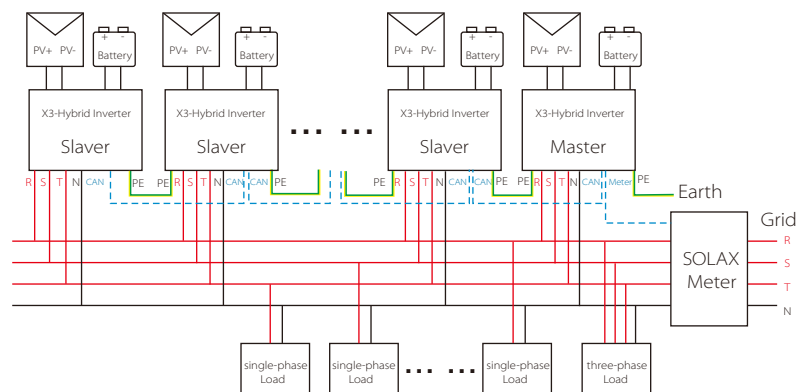 PV+ PV-
+ -
Battery
PV+ PV-
+ -
Battery
PV+ PV-
+ -
Battery
PV+ PV-
+ -
Battery
X3-Hybrid Inverter
Slaver
X3-Hybrid Inverter
Slaver
... ...
X3-Hybrid Inverter
Slaver
X3-Hybrid Inverter
Master
R S T N CAN PE
PE R S T N CAN CAN PE
PE R S T N CAN CAN PE
PE R S T N CAN Meter PE
Earth
Grid
SOLAX
Meter
R
S
T
N
single-phase
Load
single-phase
Load
... ...
single-phase
Load
three-phase
Load